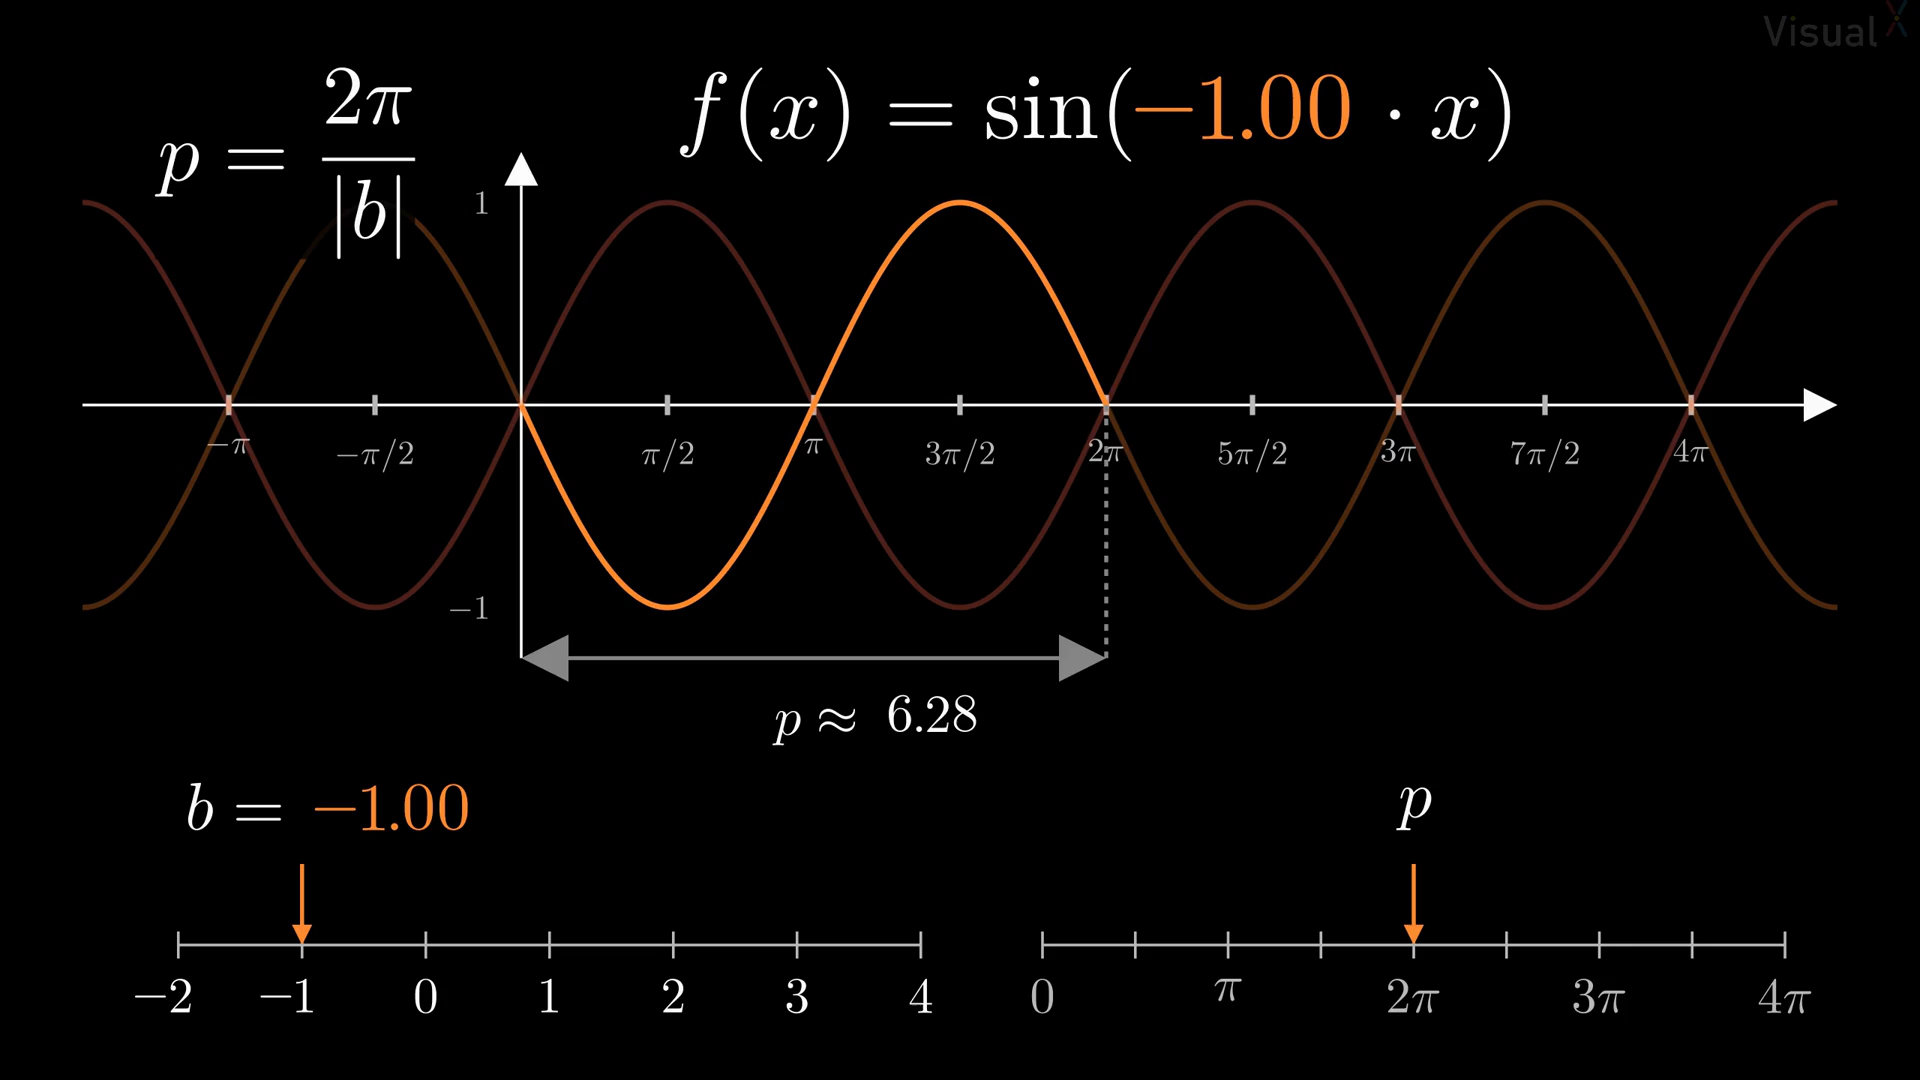 VisualX
p = 2π/|b|
f(x) = sin(−1.00 · x)
1
−π −π/2 π/2 π 3π/2 2π 5π/2 3π 7π/2 4π
−1
p ≈ 6.28
b = −1.00
p
−2 −1 0 1 2 3 4
0 π 2π 3π 4π